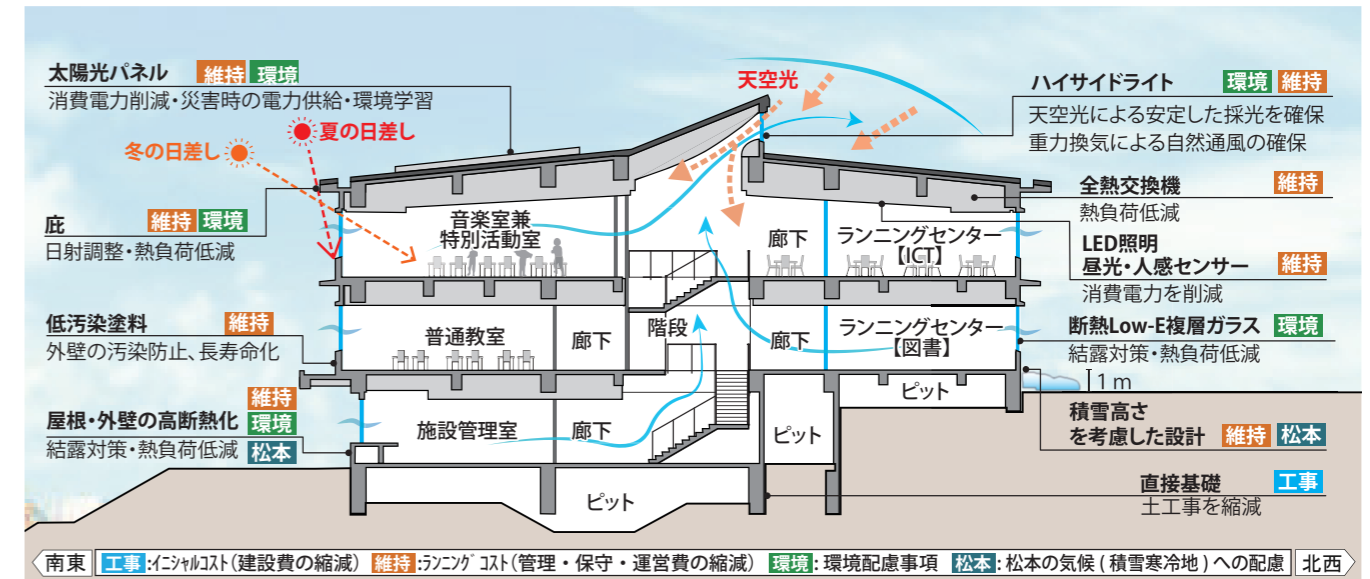 太陽光パネル 維持 環境
消費電力削減・災害時の電力供給・環境学習
夏の日差し
冬の日差し
庇 維持 環境
日射調整・熱負荷低減
低汚染塗料 維持
外壁の汚染防止、長寿命化
維持
屋根・外壁の高断熱化 環境
結露対策・熱負荷低減 松本
天空光
音楽室兼
特別活動室
廊下
ランニングセンター
【ICT】
普通教室
廊下
階段
廊下
ランニングセンター
【図書】
ピット
施設管理室
廊下
ピット
ピット
ハイサイドライト 環境 維持
天空光による安定した採光を確保
重力換気による自然通風の確保
全熱交換機 維持
熱負荷低減
LED照明
昼光・人感センサー 維持
消費電力を削減
断熱Low-E複層ガラス 環境
結露対策・熱負荷低減
1 m
積雪高さ
を考慮した設計 維持 松本
直接基礎 工事
土工事を縮減
南東 工事:イニシャルコスト(建設費の縮減) 維持:ランニングコスト(管理・保守・運営費の縮減) 環境:環境配慮事項 松本:松本の気候(積雪寒冷地)への配慮 北西